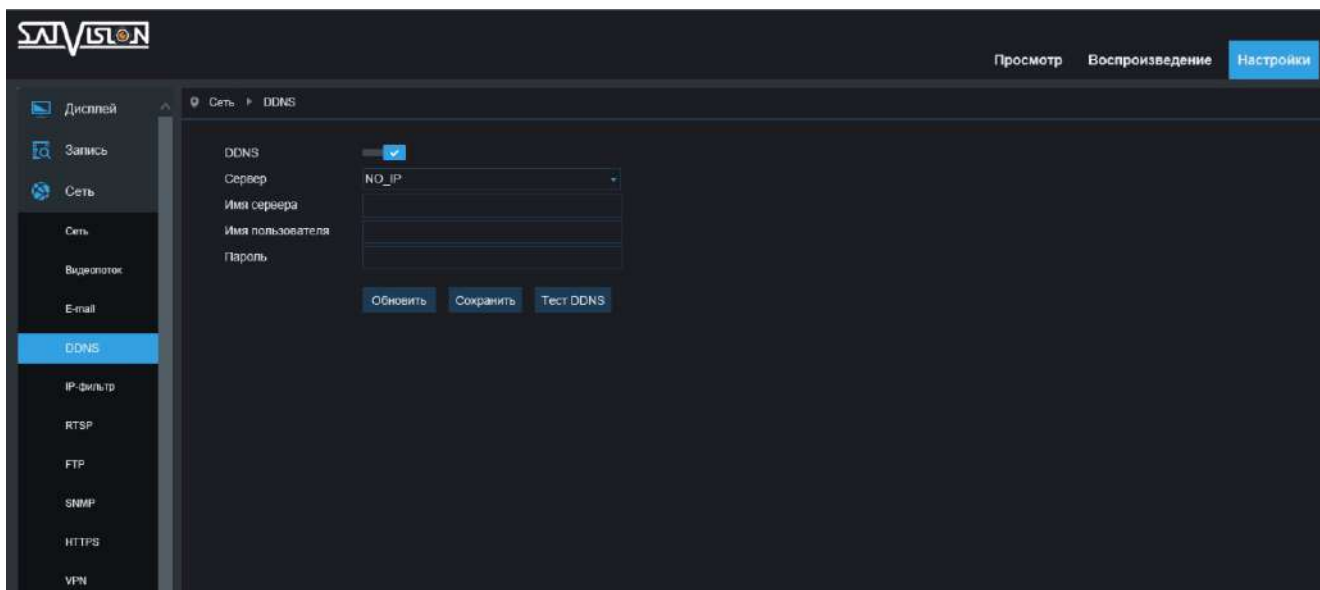 SATVISION
Просмотр Воспроизведение Настройки
Дисплей
Запись
Сеть
Сеть
Видеопоток
E-mail
DDNS
IP-фильтр
RTSP
FTP
SNMP
HTTPS
VPN
Сеть DDNS
DDNS
Сервер NO_IP
Имя сервера
Имя пользователя
Пароль
Обновить Сохранить Тест DDNS